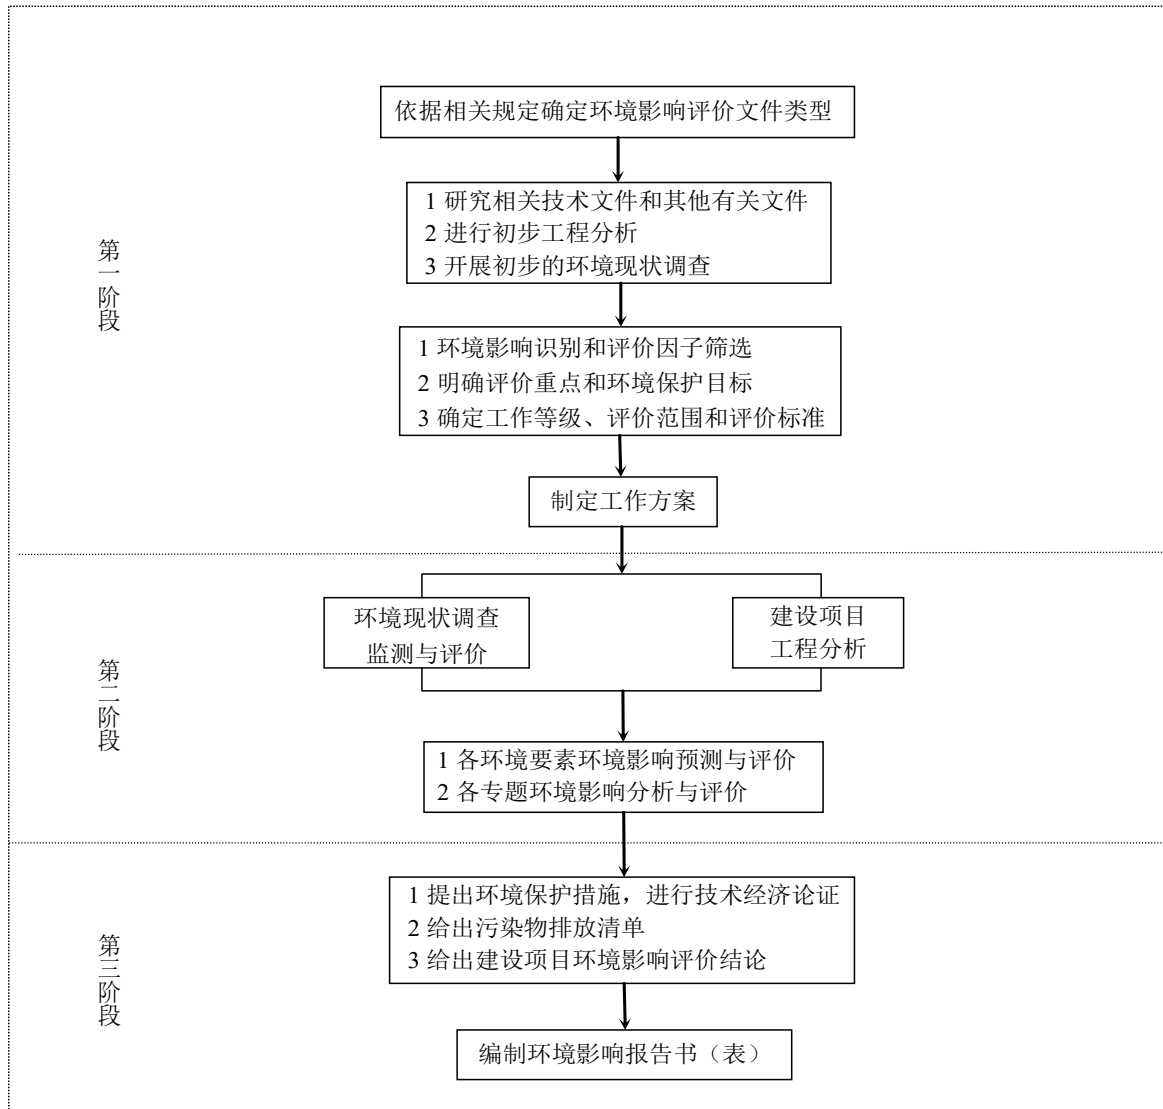 依据相关规定确定环境影响评价文件类型
1 研究相关技术文件和其他有关文件
2 进行初步工程分析
3 开展初步的环境现状调查
第一阶段
1 环境影响识别和评价因子筛选
2 明确评价重点和环境保护目标
3 确定工作等级、评价范围和评价标准
制定工作方案
环境现状调查
监测与评价
建设项目
工程分析
第二阶段
1 各环境要素环境影响预测与评价
2 各专题环境影响分析与评价
1 提出环境保护措施，进行技术经济论证
2 给出污染物排放清单
3 给出建设项目环境影响评价结论
第三阶段
编制环境影响报告书（表）